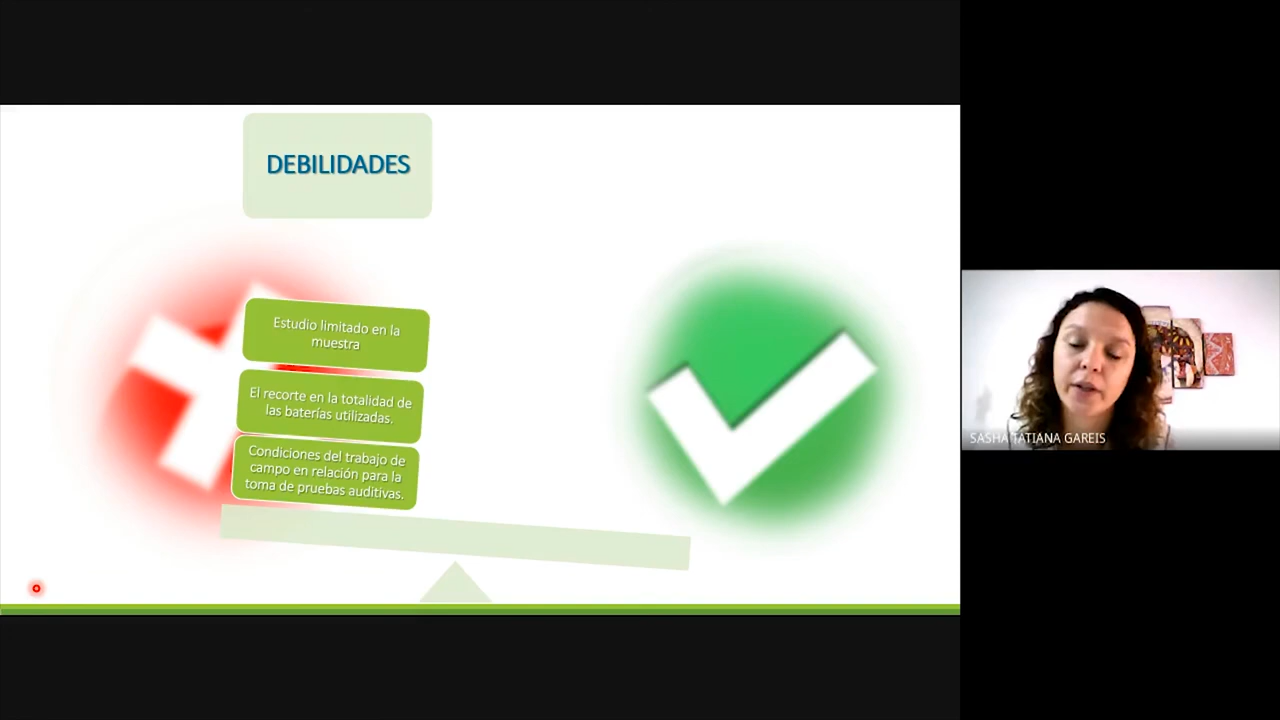 DEBILIDADES
Estudio limitado en la
muestra
El recorte en la totalidad de
las baterías utilizadas.
Condiciones del trabajo de
campo en relación para la
toma de pruebas auditivas.
SASHA TATIANA GAREIS